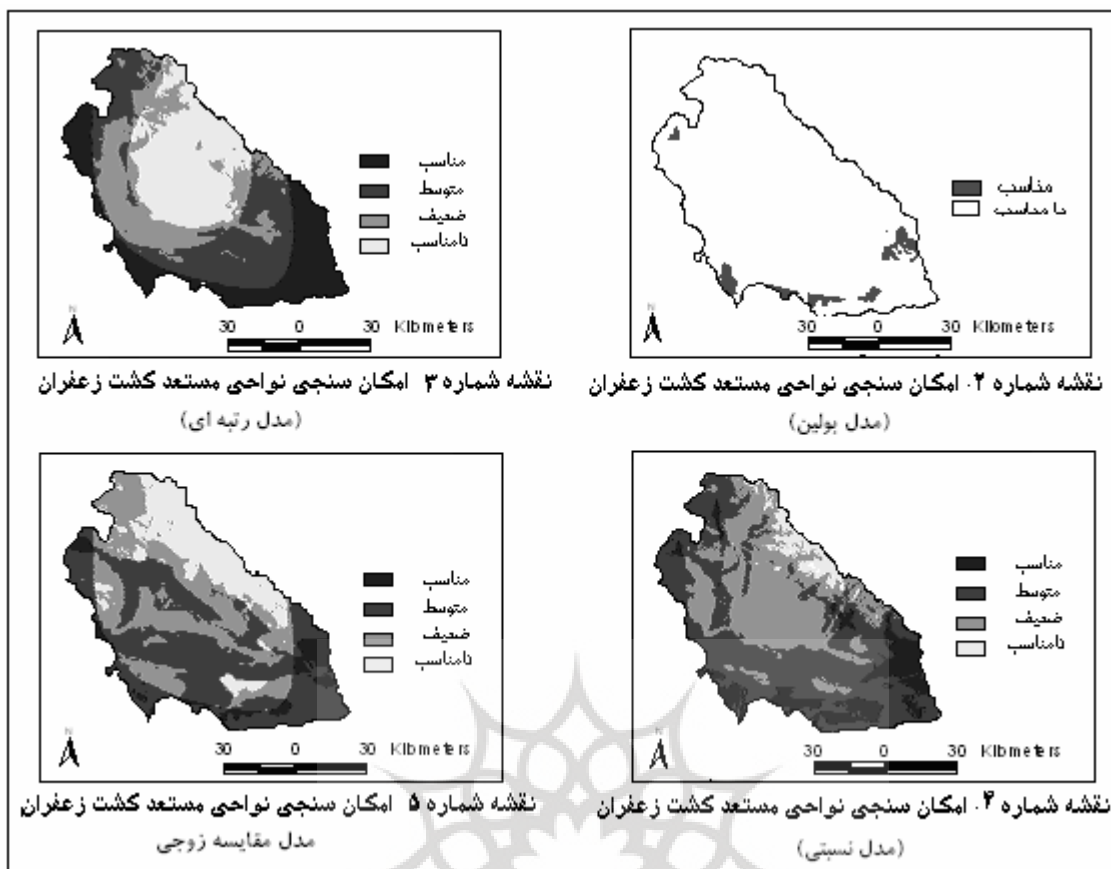 مناسب
نا مناسب
N
30 0 30 Kilometers
نقشه شماره ۲. امکان سنجی نواحی مستعد کشت زعفران
(مدل بولین)
مناسب
متوسط
ضعیف
نامناسب
N
30 0 30 Kilometers
نقشه شماره ۳ امکان سنجی نواحی مستعد کشت زعفران
(مدل رتبه ای)
مناسب
متوسط
ضعیف
نامناسب
N
30 0 30 Kilometers
نقشه شماره ۴. امکان سنجی نواحی مستعد کشت زعفران
(مدل نسبتی)
مناسب
متوسط
ضعیف
نامناسب
N
30 0 30 Kilometers
نقشه شماره ۵ امکان سنجی نواحی مستعد کشت زعفران
مدل مقایسه زوجی